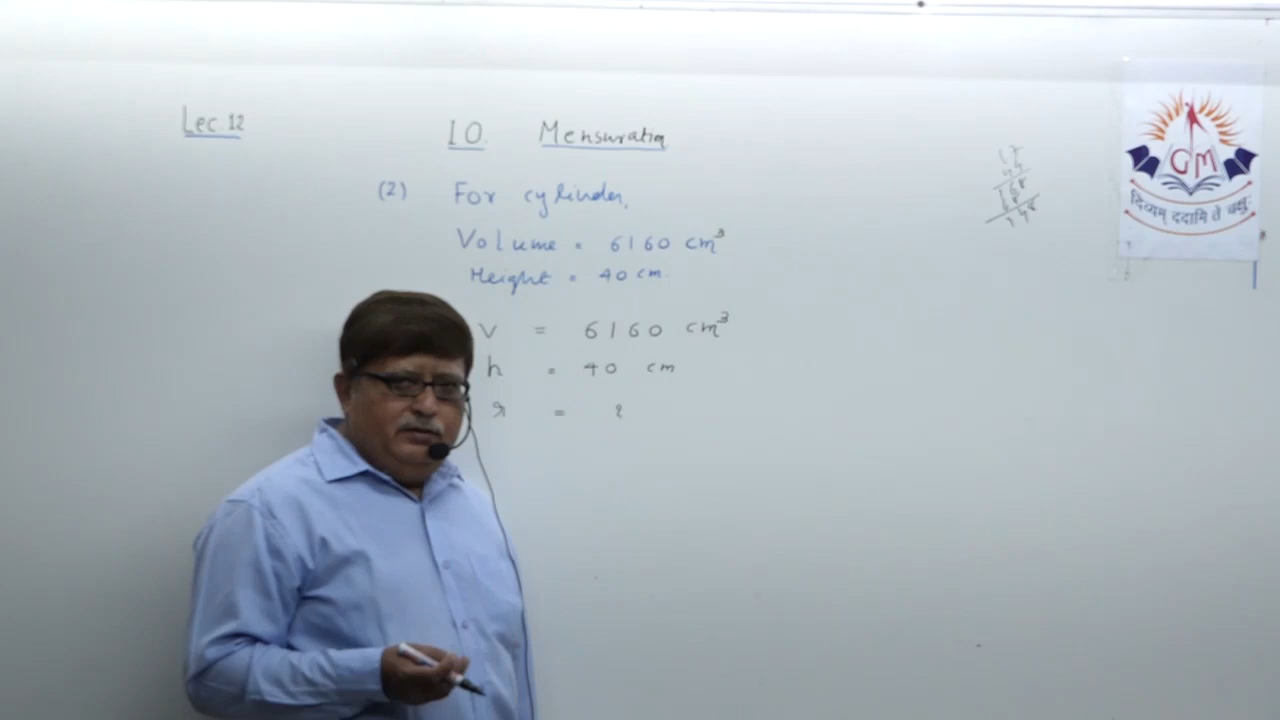 Lec 12
10. Mensuration
(2) For cylinder,
Volume = 6160 cm³
Height = 40 cm.
v = 6160 cm³
h = 40 cm
r = ?
GM
दिव्यम् ददामि ते चक्षुः